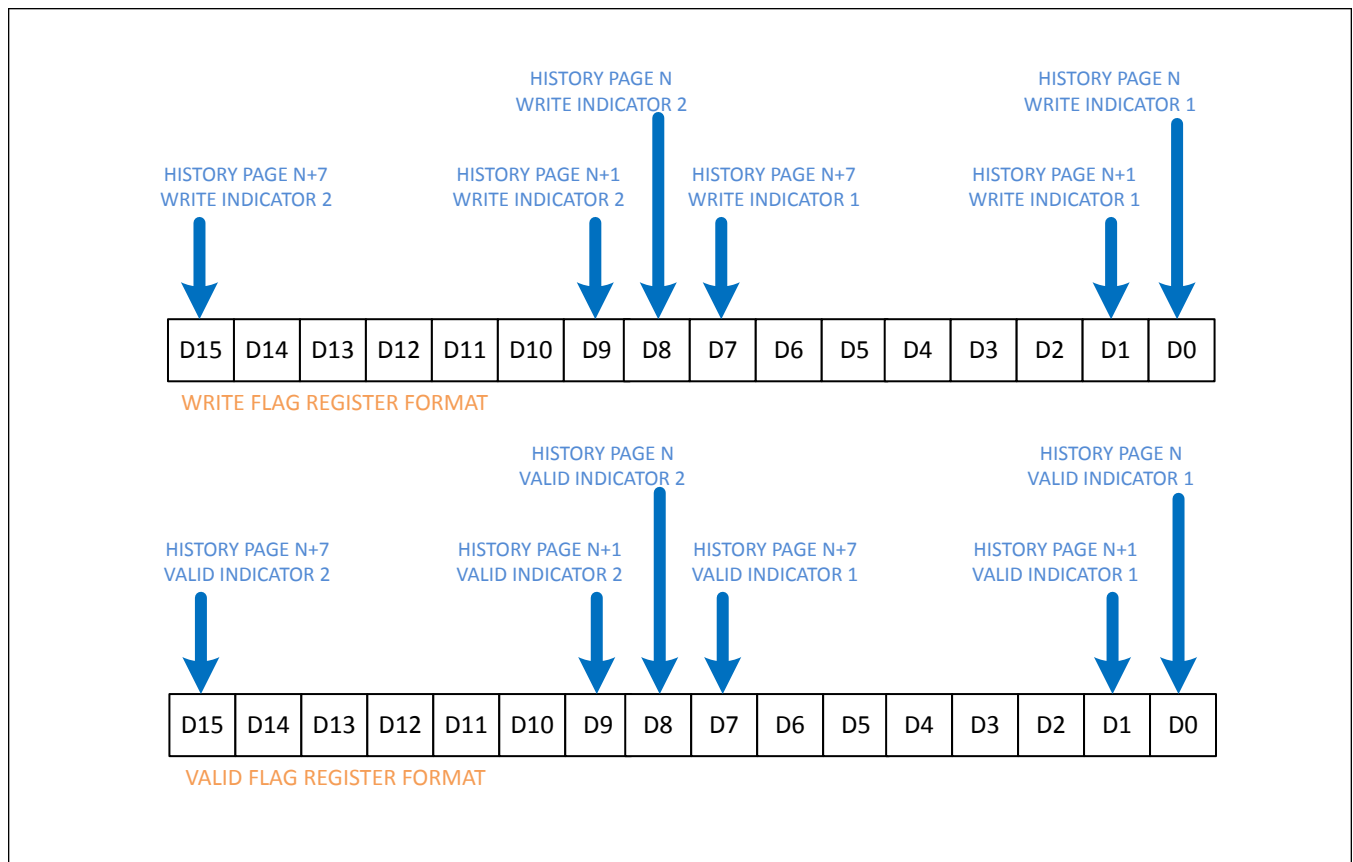 HISTORY PAGE N
WRITE INDICATOR 2
HISTORY PAGE N
WRITE INDICATOR 1
HISTORY PAGE N+7
WRITE INDICATOR 2
HISTORY PAGE N+1
WRITE INDICATOR 2
HISTORY PAGE N+7
WRITE INDICATOR 1
HISTORY PAGE N+1
WRITE INDICATOR 1
D15 D14 D13 D12 D11 D10 D9 D8 D7 D6 D5 D4 D3 D2 D1 D0
WRITE FLAG REGISTER FORMAT
HISTORY PAGE N
VALID INDICATOR 2
HISTORY PAGE N
VALID INDICATOR 1
HISTORY PAGE N+7
VALID INDICATOR 2
HISTORY PAGE N+1
VALID INDICATOR 2
HISTORY PAGE N+7
VALID INDICATOR 1
HISTORY PAGE N+1
VALID INDICATOR 1
D15 D14 D13 D12 D11 D10 D9 D8 D7 D6 D5 D4 D3 D2 D1 D0
VALID FLAG REGISTER FORMAT